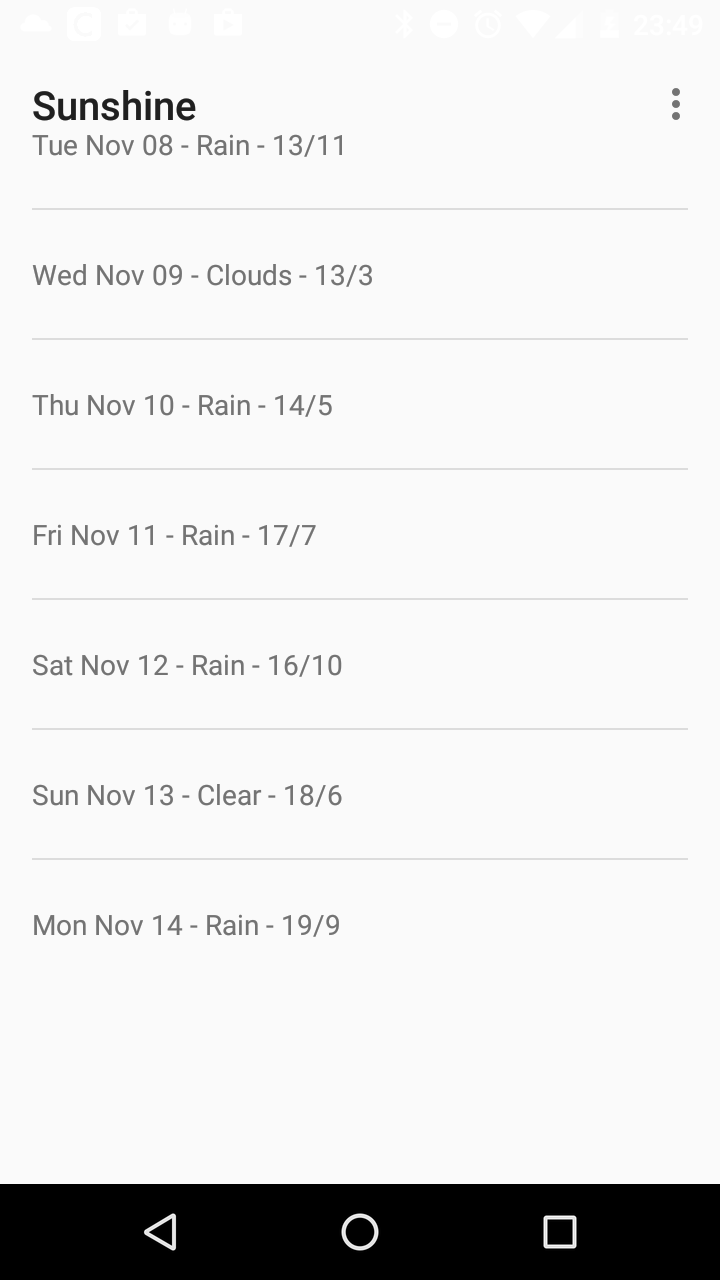 23:49
Sunshine
Tue Nov 08 - Rain - 13/11
Wed Nov 09 - Clouds - 13/3
Thu Nov 10 - Rain - 14/5
Fri Nov 11 - Rain - 17/7
Sat Nov 12 - Rain - 16/10
Sun Nov 13 - Clear - 18/6
Mon Nov 14 - Rain - 19/9